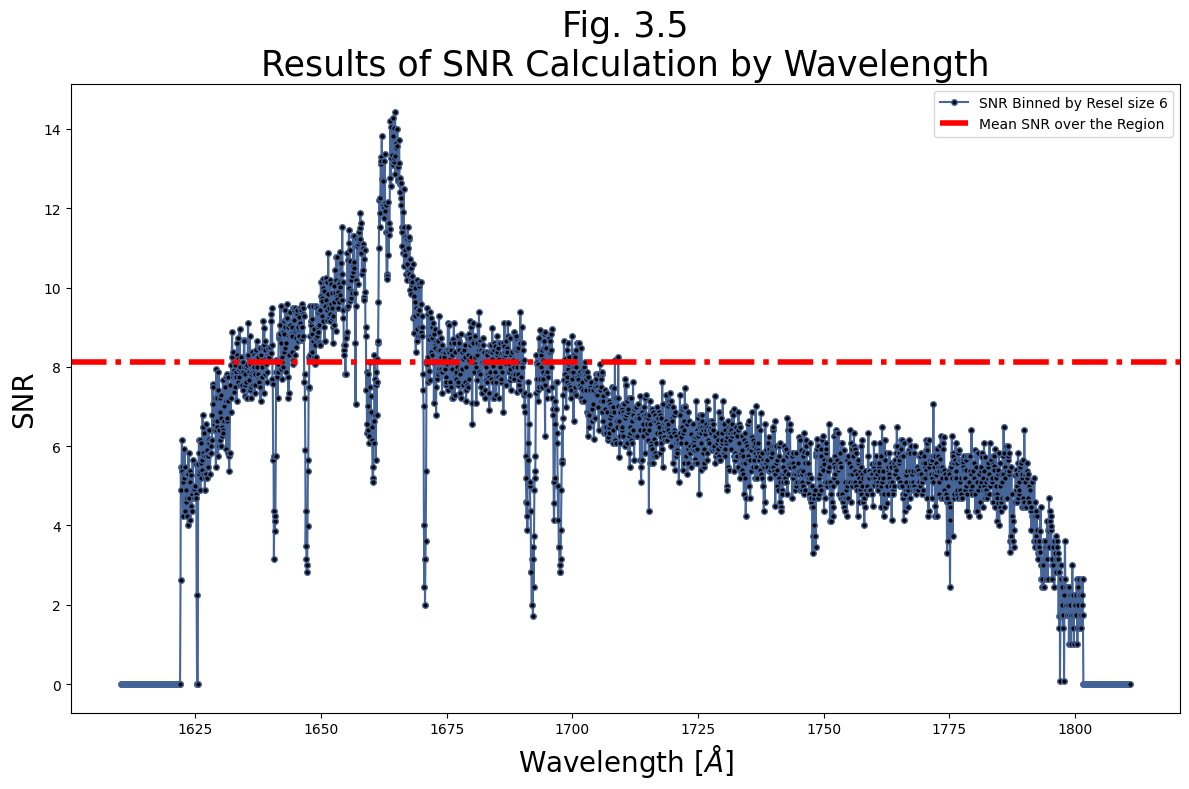 Fig. 3.5
Results of SNR Calculation by Wavelength
SNR Binned by Resel size 6
Mean SNR over the Region
14
12
10
8
6
4
2
0
SNR
1625 1650 1675 1700 1725 1750 1775 1800
Wavelength [Å]